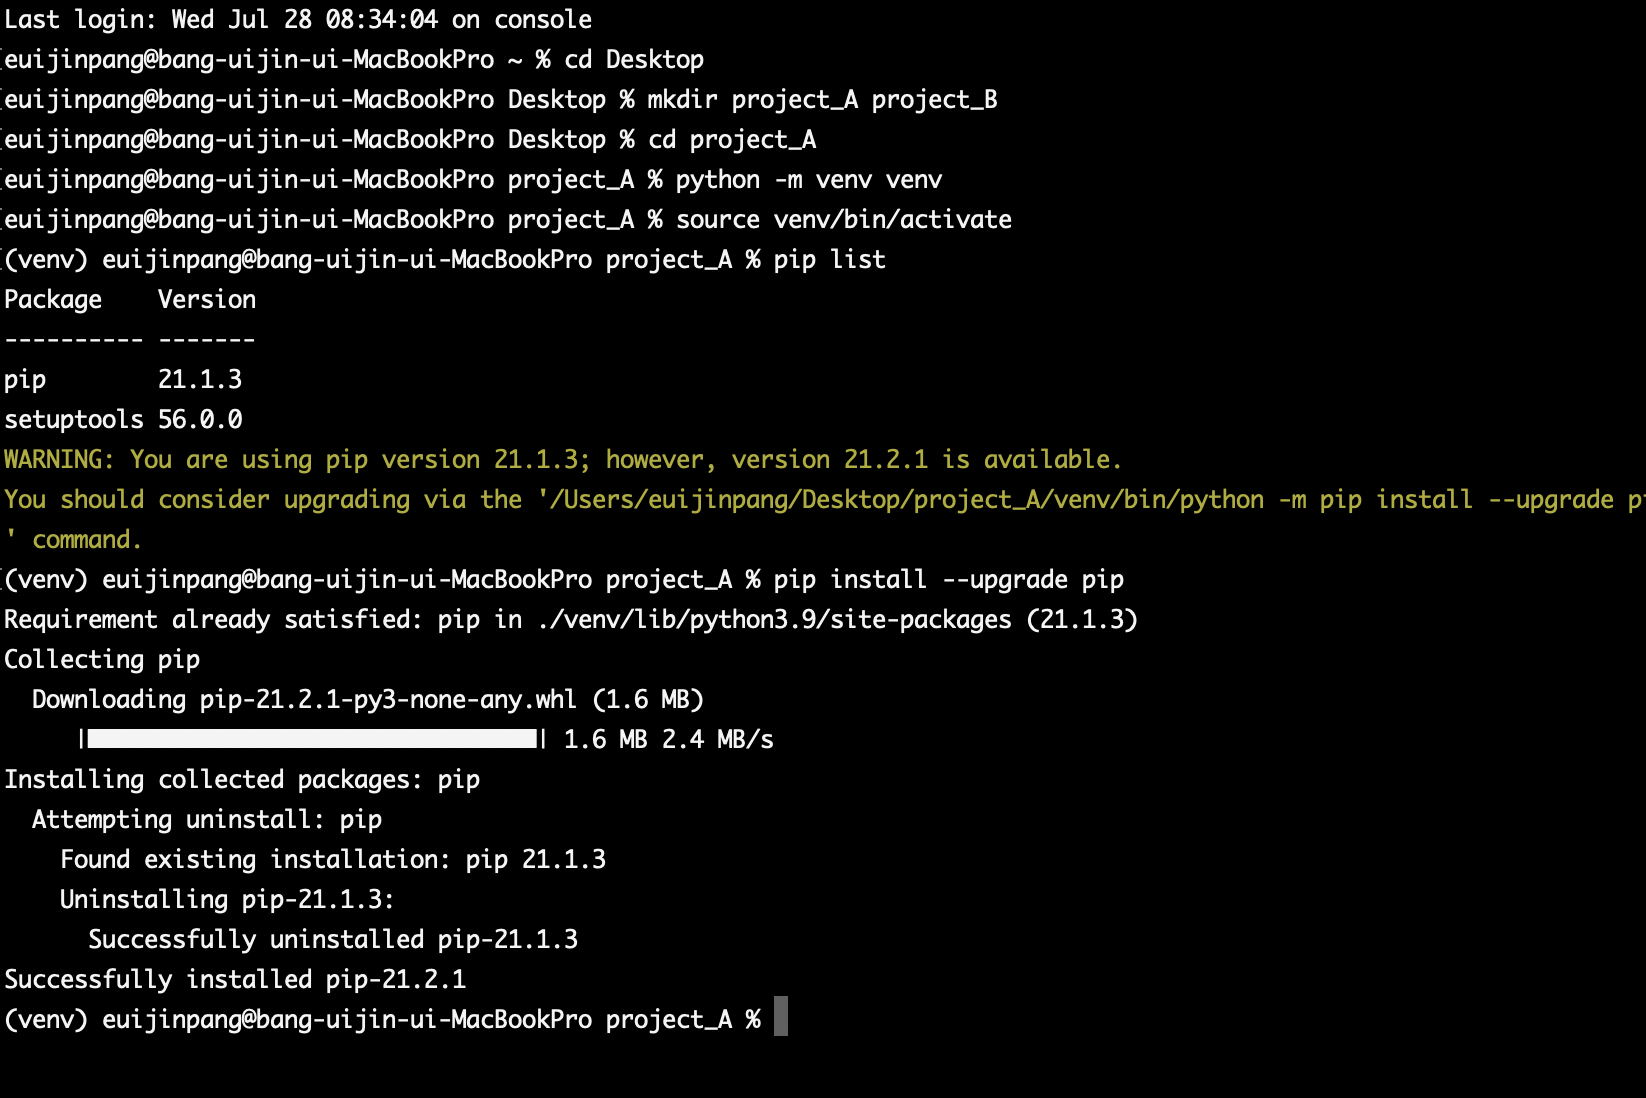 Last login: Wed Jul 28 08:34:04 on console
euijinpang@bang-uijin-ui-MacBookPro ~ % cd Desktop
euijinpang@bang-uijin-ui-MacBookPro Desktop % mkdir project_A project_B
euijinpang@bang-uijin-ui-MacBookPro Desktop % cd project_A
euijinpang@bang-uijin-ui-MacBookPro project_A % python -m venv venv
euijinpang@bang-uijin-ui-MacBookPro project_A % source venv/bin/activate
(venv) euijinpang@bang-uijin-ui-MacBookPro project_A % pip list
Package    Version
---------- -------
pip        21.1.3
setuptools 56.0.0
WARNING: You are using pip version 21.1.3; however, version 21.2.1 is available.
You should consider upgrading via the '/Users/euijinpang/Desktop/project_A/venv/bin/python -m pip install --upgrade p
' command.
(venv) euijinpang@bang-uijin-ui-MacBookPro project_A % pip install --upgrade pip
Requirement already satisfied: pip in ./venv/lib/python3.9/site-packages (21.1.3)
Collecting pip
  Downloading pip-21.2.1-py3-none-any.whl (1.6 MB)
     || 1.6 MB 2.4 MB/s
Installing collected packages: pip
  Attempting uninstall: pip
    Found existing installation: pip 21.1.3
    Uninstalling pip-21.1.3:
      Successfully uninstalled pip-21.1.3
Successfully installed pip-21.2.1
(venv) euijinpang@bang-uijin-ui-MacBookPro project_A %